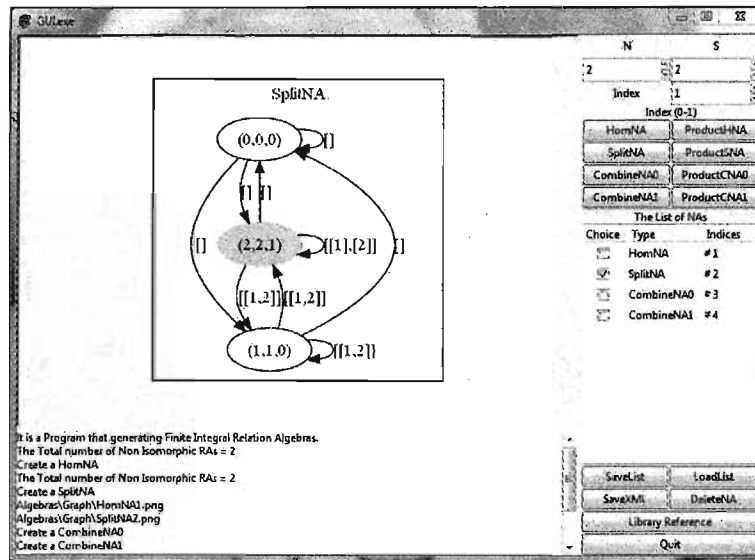 GUI.exe
SplitNA
(0,0,0)
[]
[] []
[]
(2,2,1)
[[1],[2]]
[]
[[1,2]] [[1,2]]
(1,1,0)
[[1,2]]
N S
2 2
Index 1
Index (0-1)
HomNA ProductHNA
SplitNA ProductSNA
CombineNA0 ProductCNA0
CombineNA1 ProductCNA1
The List of NAs
Choice Type Indices
HomNA #1
SplitNA #2
CombineNA0 #3
CombineNA1 #4
It is a Program that generating Finite Integral Relation Algebras.
The Total number of Non Isomorphic RAs = 2
Create a HomNA
The Total number of Non Isomorphic RAs = 2
Create a SplitNA
Algebras\Graph\HomNA1.png
Algebras\Graph\SplitNA2.png
Create a CombineNA0
Create a CombineNA1
SaveList LoadList
SaveXML DeleteNA
Library Reference
Quit